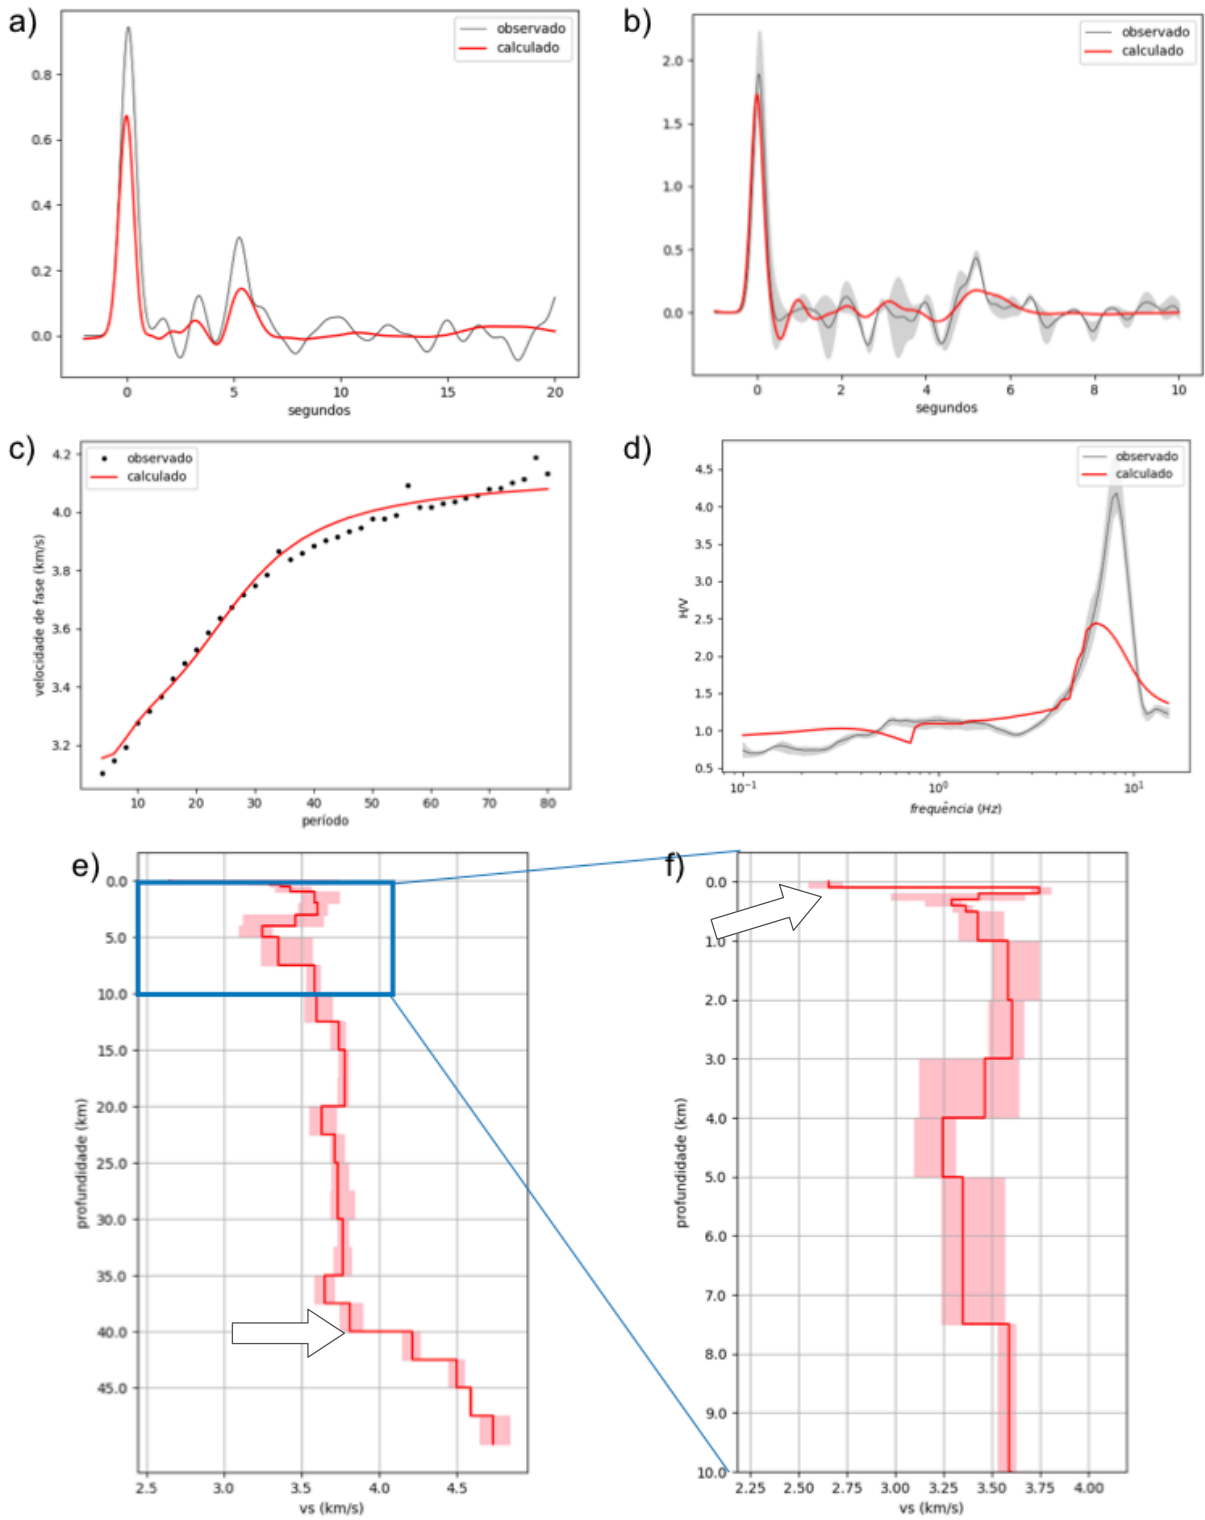 a)
observado
calculado
0.8
0.6
0.4
0.2
0.0
0 5 10 15 20
segundos
b)
observado
calculado
2.0
1.5
1.0
0.5
0.0
0 2 4 6 8 10
segundos
c)
observado
calculado
4.2
4.0
3.8
3.6
3.4
3.2
velocidade de fase (km/s)
10 20 30 40 50 60 70 80
período
d)
observado
calculado
4.5
4.0
3.5
3.0
2.5
2.0
1.5
1.0
0.5
H/V
10⁻¹ 10⁰ 10¹
frequência (Hz)
e)
0.0
5.0
10.0
15.0
20.0
25.0
30.0
35.0
40.0
45.0
profundidade (km)
2.5 3.0 3.5 4.0 4.5
vs (km/s)
f)
0.0
1.0
2.0
3.0
4.0
5.0
6.0
7.0
8.0
9.0
10.0
profundidade (km)
2.25 2.50 2.75 3.00 3.25 3.50 3.75 4.00
vs (km/s)